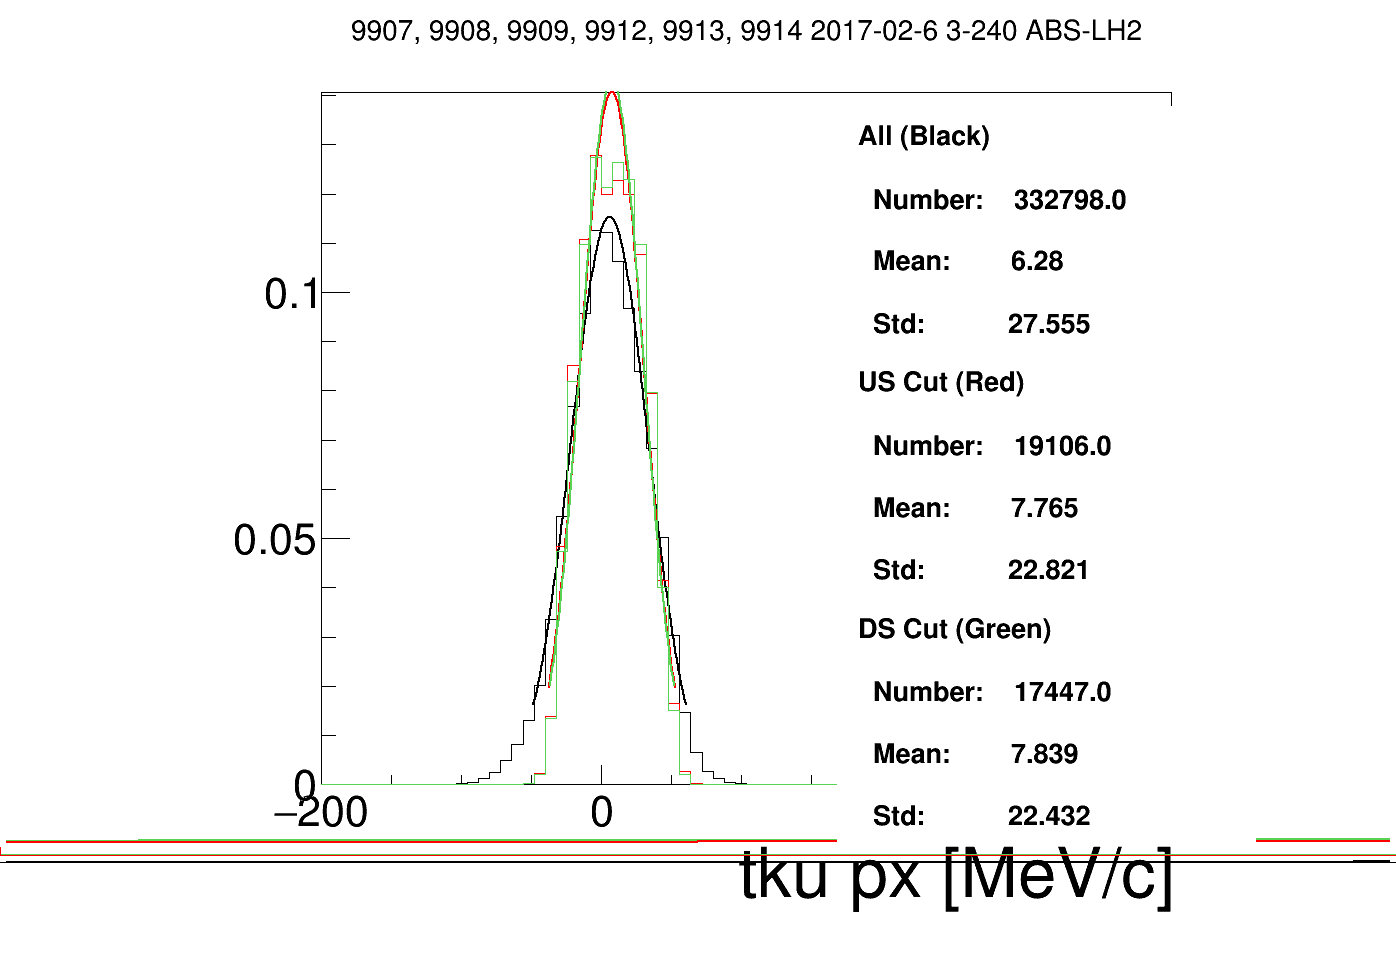 9907, 9908, 9909, 9912, 9913, 9914 2017-02-6 3-240 ABS-LH2
All (Black)
Number: 332798.0
Mean: 6.28
Std: 27.555
US Cut (Red)
Number: 19106.0
Mean: 7.765
Std: 22.821
DS Cut (Green)
Number: 17447.0
Mean: 7.839
Std: 22.432
0.1
0.05
0
−200 0
tku px [MeV/c]